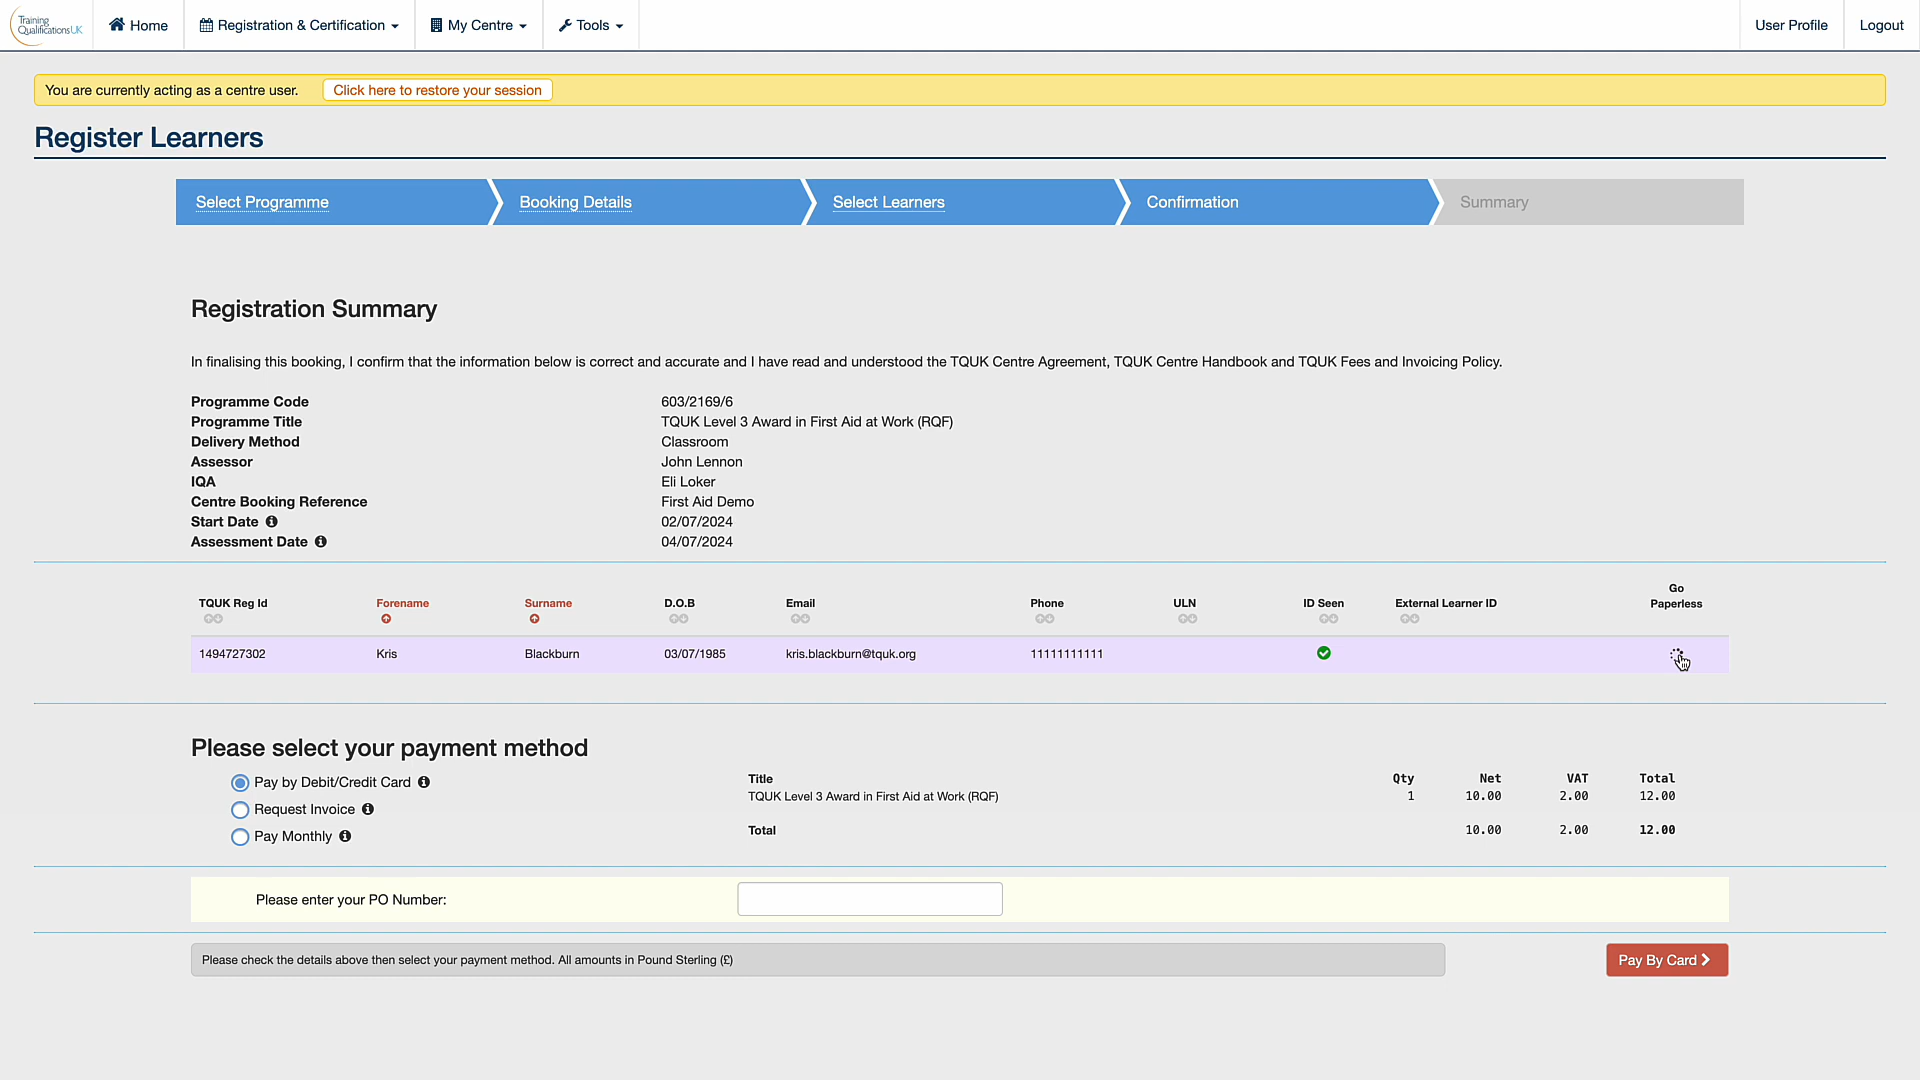 Training
Qualifications UK
Home
Registration & Certification
My Centre
Tools
User Profile
Logout
You are currently acting as a centre user.
Click here to restore your session
Register Learners
Select Programme
Booking Details
Select Learners
Confirmation
Summary
Registration Summary
In finalising this booking, I confirm that the information below is correct and accurate and I have read and understood the TQUK Centre Agreement, TQUK Centre Handbook and TQUK Fees and Invoicing Policy.
Programme Code 603/2169/6
Programme Title TQUK Level 3 Award in First Aid at Work (RQF)
Delivery Method Classroom
Assessor John Lennon
IQA Eli Loker
Centre Booking Reference First Aid Demo
Start Date 02/07/2024
Assessment Date 04/07/2024
TQUK Reg Id Forename Surname D.O.B Email Phone ULN ID Seen External Learner ID Go Paperless
1494727302 Kris Blackburn 03/07/1985 kris.blackburn@tquk.org 11111111111
Please select your payment method
Pay by Debit/Credit Card
Request Invoice
Pay Monthly
Title Qty Net VAT Total
TQUK Level 3 Award in First Aid at Work (RQF) 1 10.00 2.00 12.00
Total 10.00 2.00 12.00
Please enter your PO Number:
Please check the details above then select your payment method. All amounts in Pound Sterling (£)
Pay By Card